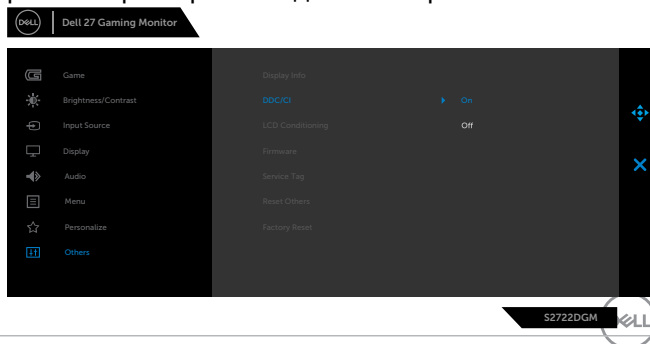 DELL Dell 27 Gaming Monitor
Game Display Info
Brightness/Contrast DDC/CI On
Input Source LCD Conditioning Off
Display Firmware
Audio Service Tag
Menu Reset Others
Personalize Factory Reset
Others
S2722DGM